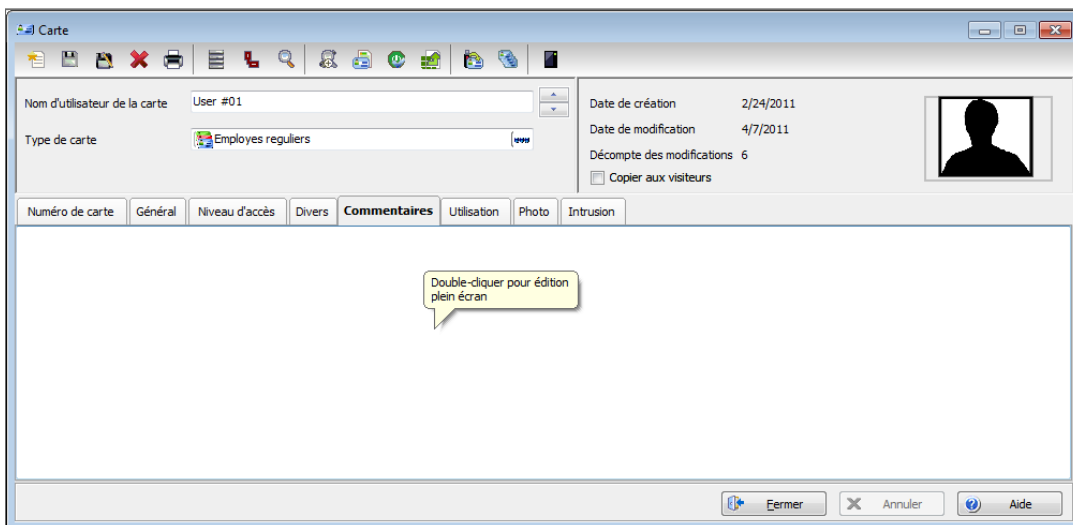 Carte
Nom d'utilisateur de la carte
User #01
Type de carte
Employes reguliers
Date de création 2/24/2011
Date de modification 4/7/2011
Décompte des modifications 6
Copier aux visiteurs
Numéro de carte Général Niveau d'accès Divers Commentaires Utilisation Photo Intrusion
Double-cliquer pour édition
plein écran
Fermer Annuler Aide